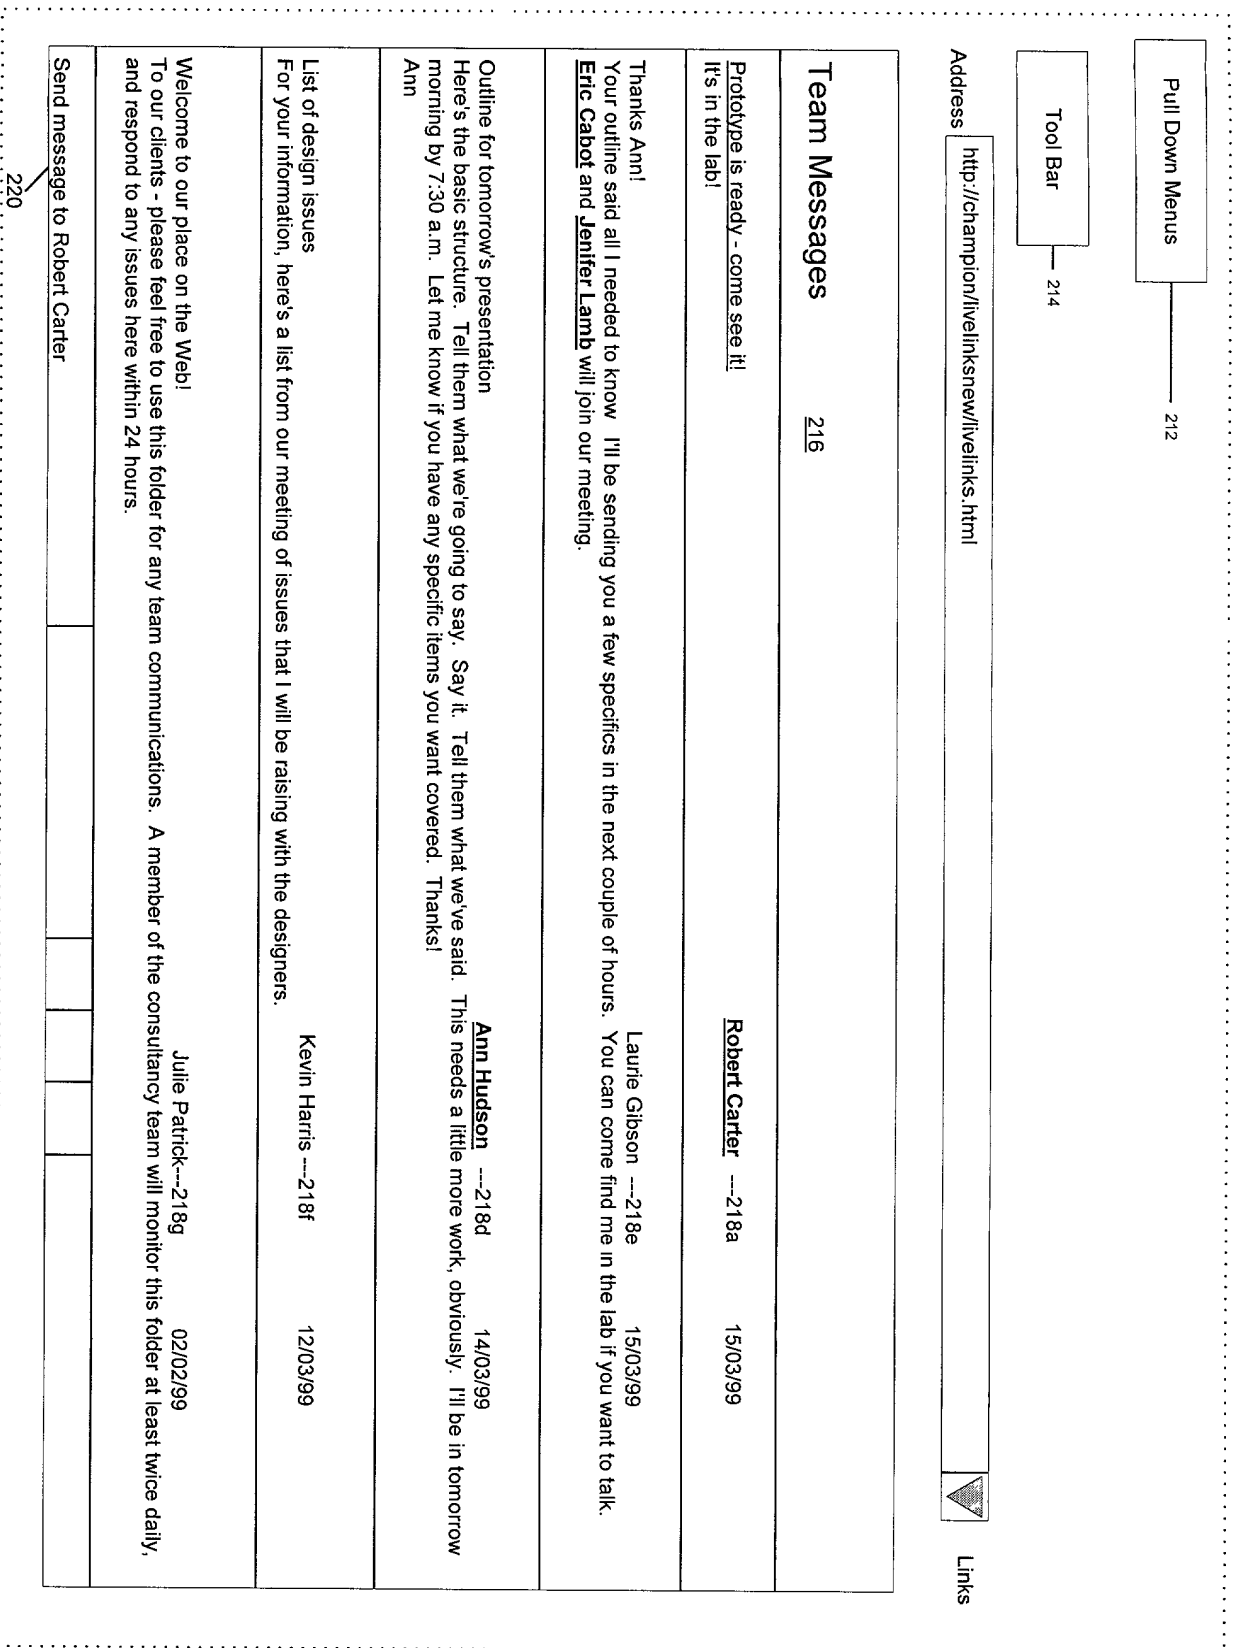 Pull Down Menus
212
Tool Bar
214
Address
http://champion/livelinksnew/livelinks.html
Links
Team Messages 216
Prototype is ready - come see it! Robert Carter ---218a 15/03/99
It's in the lab!
Thanks Ann! Laurie Gibson ---218e 15/03/99
Your outline said all I needed to know I'll be sending you a few specifics in the next couple of hours. You can come find me in the lab if you want to talk.
Eric Cabot and Jenifer Lamb will join our meeting.
Outline for tomorrow's presentation Ann Hudson ---218d 14/03/99
Here's the basic structure. Tell them what we're going to say. Say it. Tell them what we've said. This needs a little more work, obviously. I'll be in tomorrow
morning by 7:30 a.m. Let me know if you have any specific items you want covered. Thanks!
Ann
List of design issues Kevin Harris ---218f 12/03/99
For your information, here's a list from our meeting of issues that I will be raising with the designers.
Welcome to our place on the Web! Julie Patrick---218g 02/02/99
To our clients - please feel free to use this folder for any team communications. A member of the consultancy team will monitor this folder at least twice daily,
and respond to any issues here within 24 hours.
Send message to Robert Carter
220